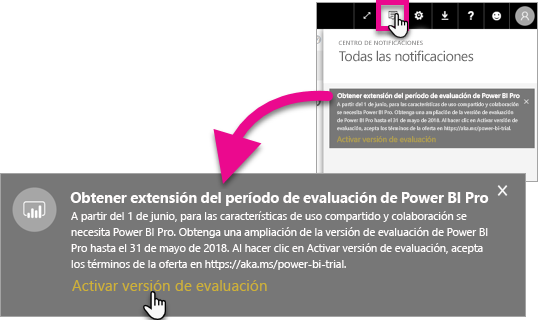 CENTRO DE NOTIFICACIONES
Todas las notificaciones
Obtener extensión del período de evaluación de Power BI Pro
A partir del 1 de junio, para las características de uso compartido y colaboración
se necesita Power BI Pro. Obtenga una ampliación de la versión de evaluación
de Power BI Pro hasta el 31 de mayo de 2018. Al hacer clic en Activar versión de
evaluación, acepta los términos de la oferta en https://aka.ms/power-bi-trial.
Activar versión de evaluación
Obtener extensión del período de evaluación de Power BI Pro
A partir del 1 de junio, para las características de uso compartido y colaboración se
necesita Power BI Pro. Obtenga una ampliación de la versión de evaluación de Power BI
Pro hasta el 31 de mayo de 2018. Al hacer clic en Activar versión de evaluación, acepta
los términos de la oferta en https://aka.ms/power-bi-trial.
Activar versión de evaluación